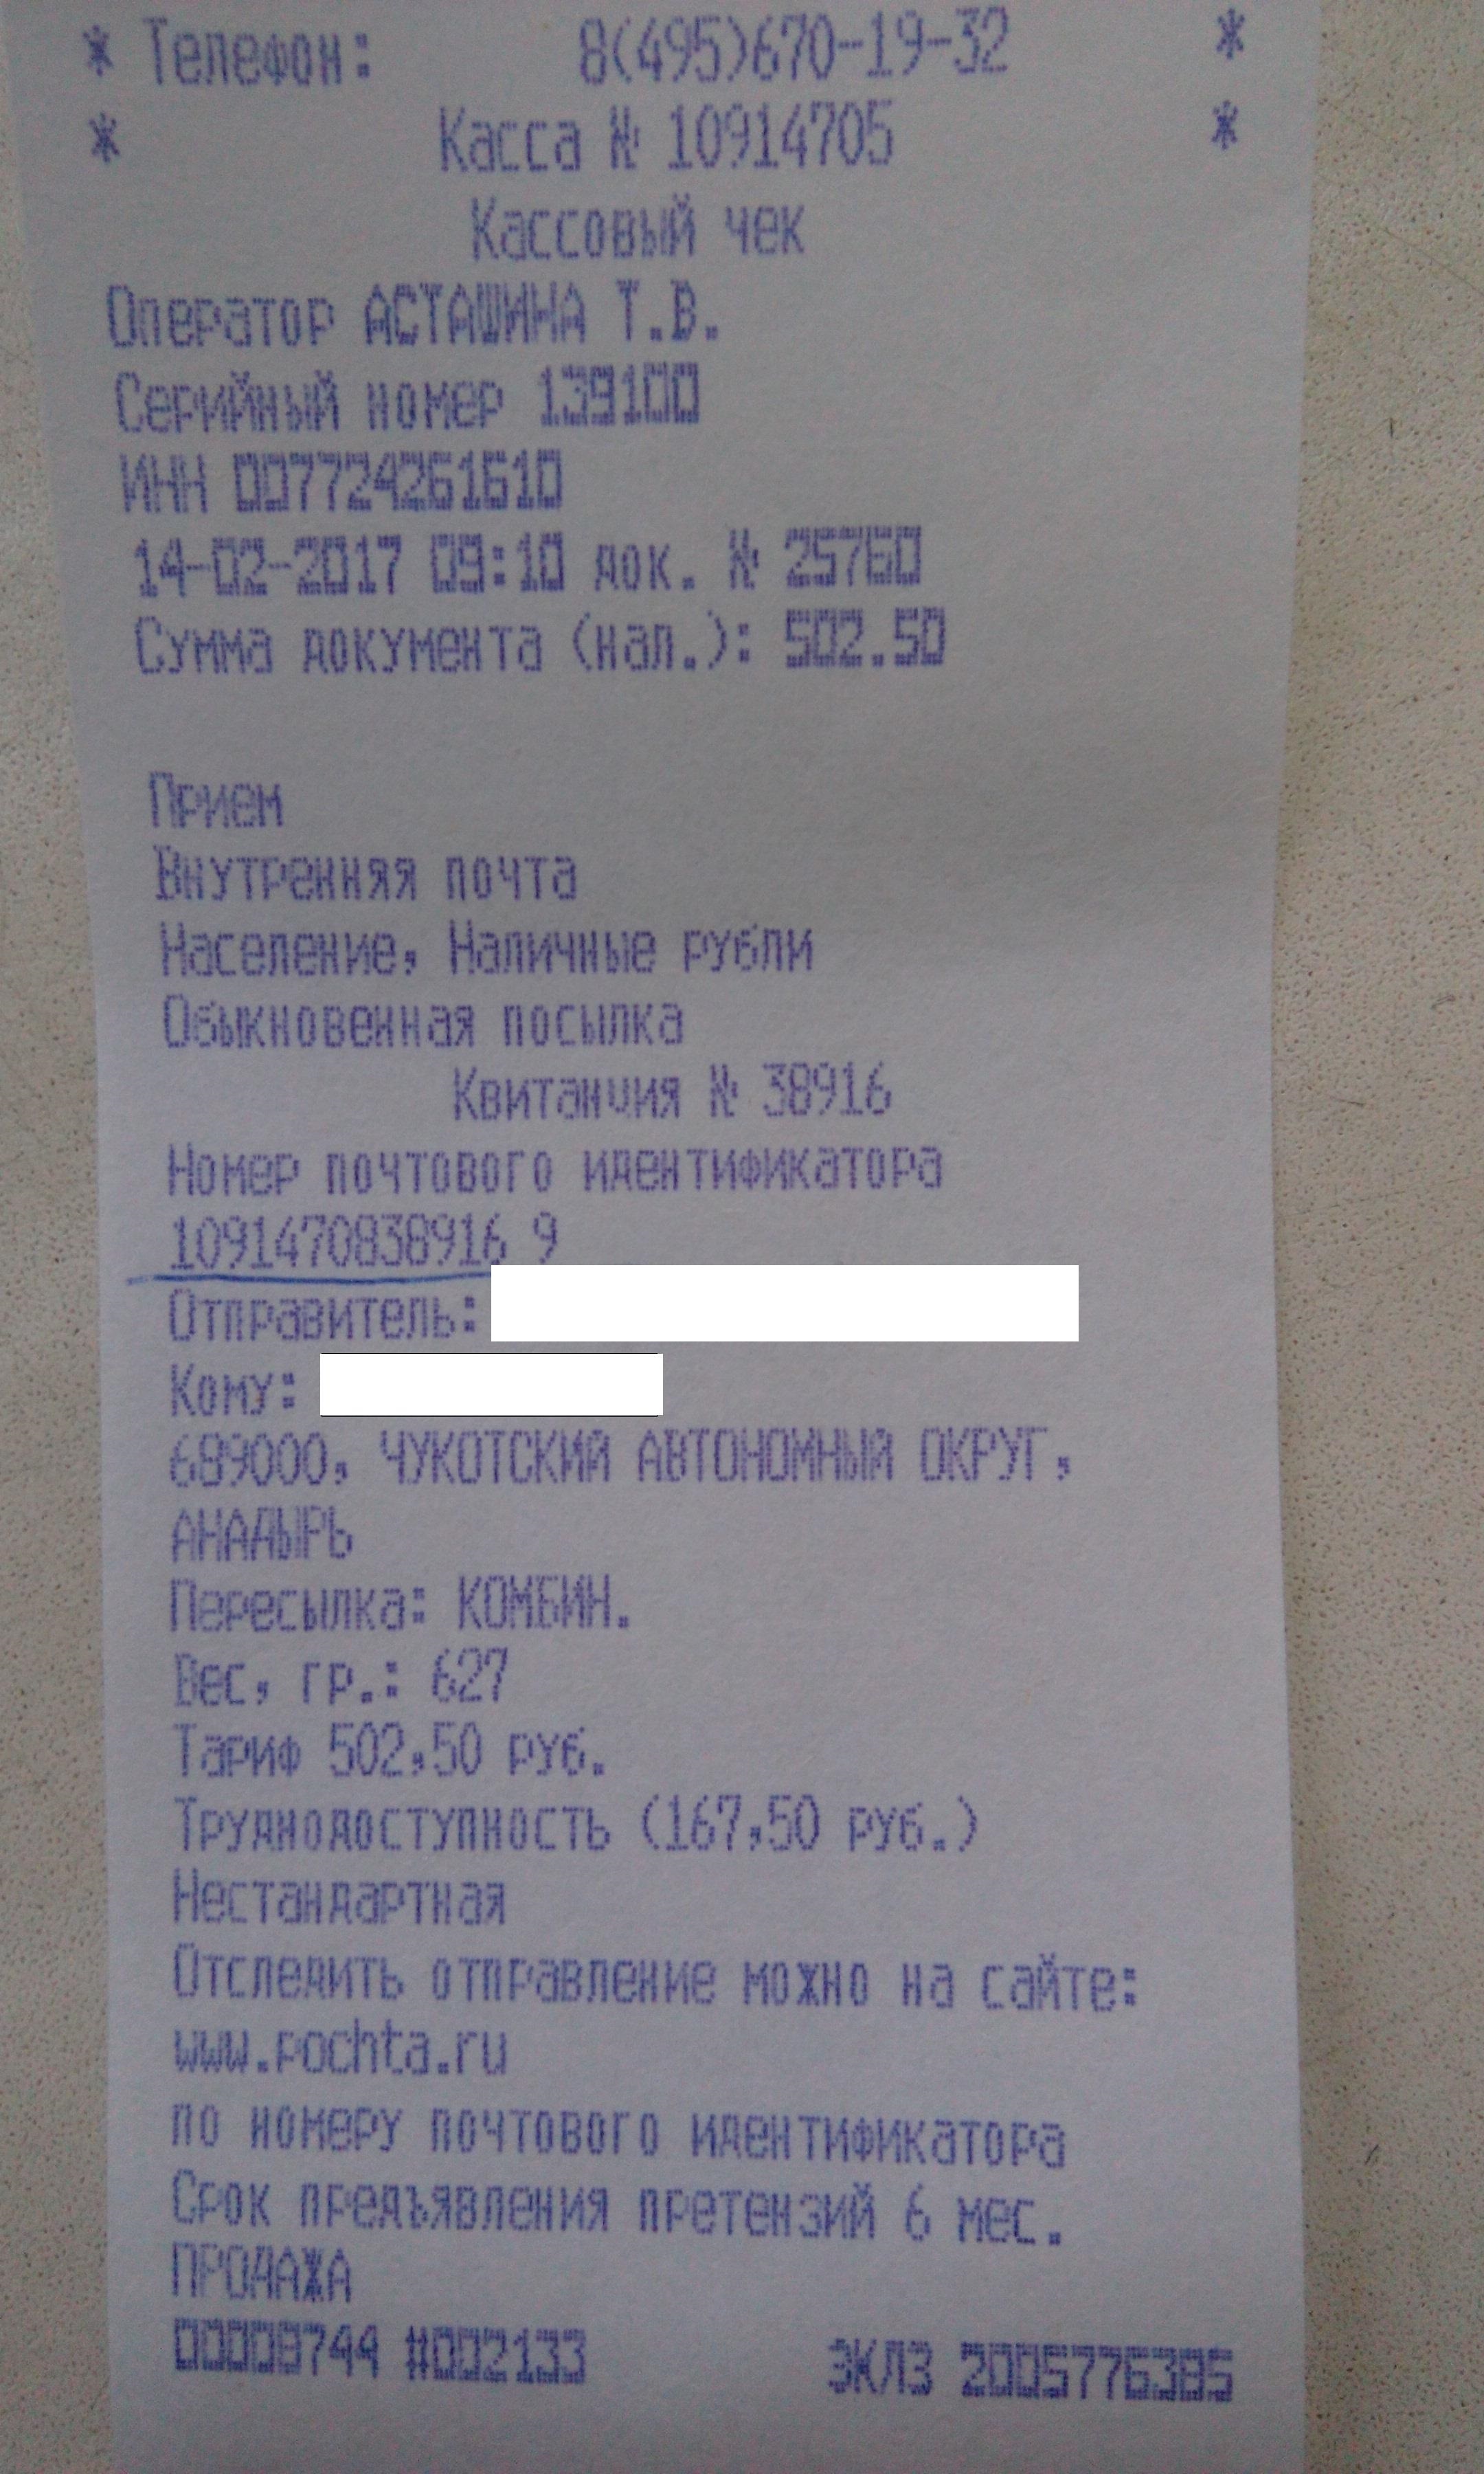 * Телефон: 8(495)670-19-32 *
* Касса № 10914705 *
Кассовый чек
Оператор АСТАШИНА Т.В.
Серийный номер 139100
ИНН 007724261610
14-02-2017 09:10 док. № 25760
Сумма документа (нал.): 502.50
Прием
Внутренняя почта
Население, Наличные рубли
Обыкновенная посылка
Квитанция № 38916
Номер почтового идентификатора
1091470838916 9
Отправитель:
Кому:
689000, ЧУКОТСКИЙ АВТОНОМНЫЙ ОКРУГ,
АНАДЫРЬ
Пересылка: КОМБИН.
Вес, гр.: 627
Тариф 502,50 руб.
Труднодоступность (167,50 руб.)
Нестандартная
Отследить отправление можно на сайте:
www.pochta.ru
по номеру почтового идентификатора
Срок предъявления претензий 6 мес.
ПРОДАЖА
00008744 #002133 ЭКЛЗ 2005776385